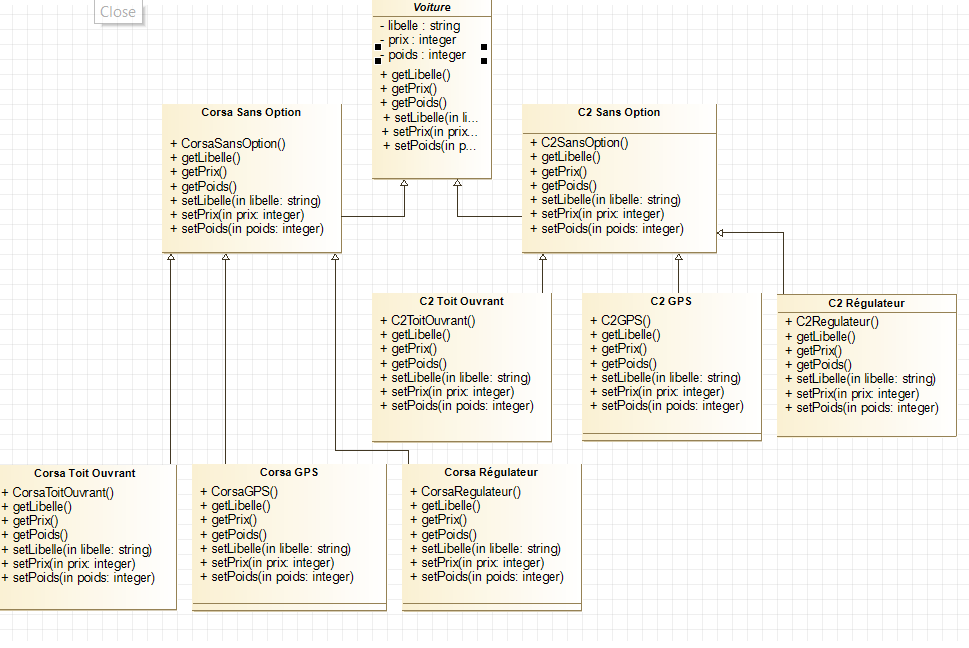 Close
Voiture
- libelle : string
- prix : integer
- poids : integer
+ getLibelle()
+ getPrix()
+ getPoids()
+ setLibelle(in li...
+ setPrix(in prix...
+ setPoids(in p...
Corsa Sans Option
+ CorsaSansOption()
+ getLibelle()
+ getPrix()
+ getPoids()
+ setLibelle(in libelle: string)
+ setPrix(in prix: integer)
+ setPoids(in poids: integer)
C2 Sans Option
+ C2SansOption()
+ getLibelle()
+ getPrix()
+ getPoids()
+ setLibelle(in libelle: string)
+ setPrix(in prix: integer)
+ setPoids(in poids: integer)
C2 Toit Ouvrant
+ C2ToitOuvrant()
+ getLibelle()
+ getPrix()
+ getPoids()
+ setLibelle(in libelle: string)
+ setPrix(in prix: integer)
+ setPoids(in poids: integer)
C2 GPS
+ C2GPS()
+ getLibelle()
+ getPrix()
+ getPoids()
+ setLibelle(in libelle: string)
+ setPrix(in prix: integer)
+ setPoids(in poids: integer)
C2 Régulateur
+ C2Regulateur()
+ getLibelle()
+ getPrix()
+ getPoids()
+ setLibelle(in libelle: string)
+ setPrix(in prix: integer)
+ setPoids(in poids: integer)
Corsa Toit Ouvrant
+ CorsaToitOuvrant()
+ getLibelle()
+ getPrix()
+ getPoids()
+ setLibelle(in libelle: string)
+ setPrix(in prix: integer)
+ setPoids(in poids: integer)
Corsa GPS
+ CorsaGPS()
+ getLibelle()
+ getPrix()
+ getPoids()
+ setLibelle(in libelle: string)
+ setPrix(in prix: integer)
+ setPoids(in poids: integer)
Corsa Régulateur
+ CorsaRegulateur()
+ getLibelle()
+ getPrix()
+ getPoids()
+ setLibelle(in libelle: string)
+ setPrix(in prix: integer)
+ setPoids(in poids: integer)